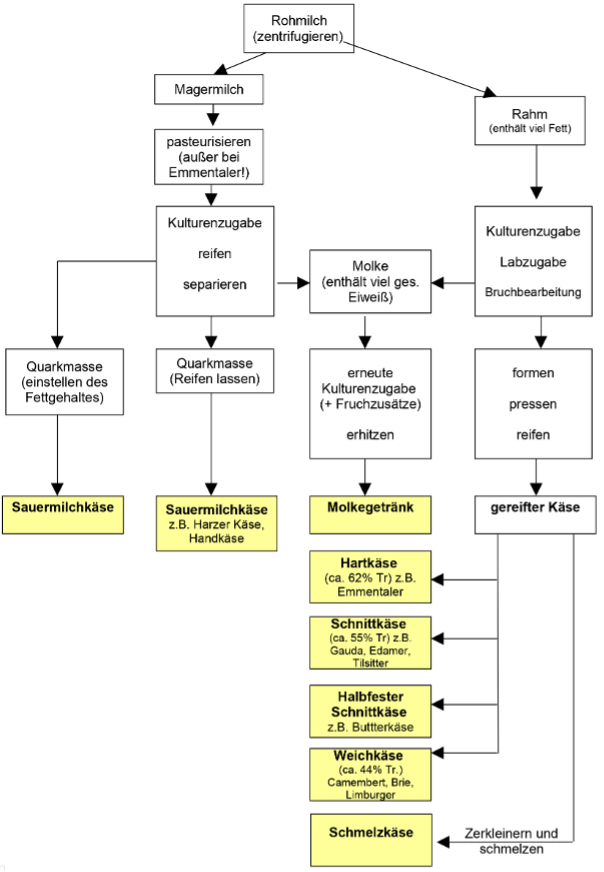 Rohmilch
(zentrifugieren)
Magermilch
Rahm
(enthält viel Fett)
pasteurisieren
(außer bei
Emmentaler!)
Kulturenzugabe
reifen
separieren
Molke
(enthält viel ges.
Eiweiß)
Kulturenzugabe
Labzugabe
Bruchbearbeitung
Quarkmasse
(einstellen des
Fettgehaltes)
Quarkmasse
(Reifen lassen)
erneute
Kulturenzugabe
(+ Fruchzusätze)
erhitzen
formen
pressen
reifen
Sauermilchkäse
Sauermilchkäse
z.B. Harzer Käse,
Handkäse
Molkegetränk
gereifter Käse
Hartkäse
(ca. 62% Tr) z.B.
Emmentaler
Schnittkäse
(ca. 55% Tr) z.B.
Gauda, Edamer,
Tilsitter
Halbfester
Schnittkäse
z.B. Buttterkäse
Weichkäse
(ca. 44% Tr.)
Camembert, Brie,
Limburger
Schmelzkäse
Zerkleinern und
schmelzen